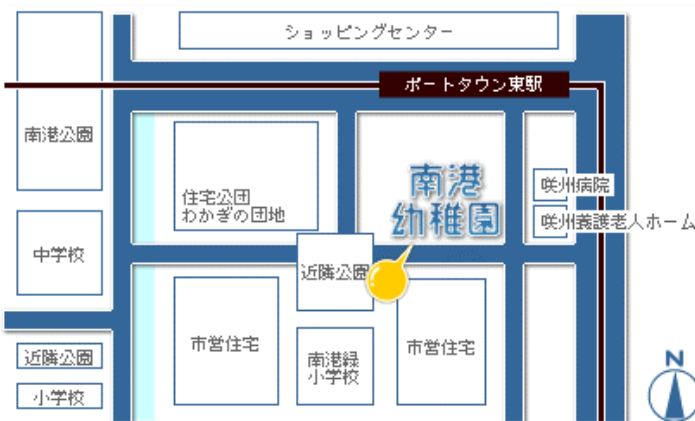 ショッピングセンター
ポートタウン東駅
南港公園
住宅公団
わかぎの団地
南港
幼稚園
咲州病院
咲州養護老人ホーム
中学校
近隣公園
市営住宅
南港緑
小学校
市営住宅
近隣公園
小学校
N